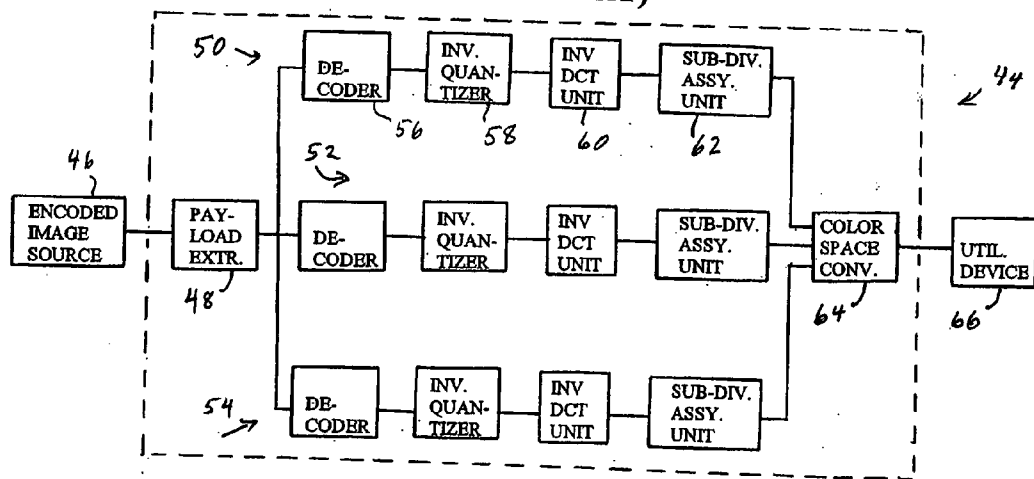 50
DE-
CODER
56
INV.
QUAN-
TIZER
58
INV
DCT
UNIT
60
SUB-DIV.
ASSY.
UNIT
62
44
46
ENCODED
IMAGE
SOURCE
PAY-
LOAD
EXTR.
48
52
DE-
CODER
INV.
QUAN-
TIZER
INV
DCT
UNIT
SUB-DIV.
ASSY.
UNIT
COLOR
SPACE
CONV.
64
UTIL.
DEVICE
66
54
DE-
CODER
INV.
QUAN-
TIZER
INV
DCT
UNIT
SUB-DIV.
ASSY.
UNIT